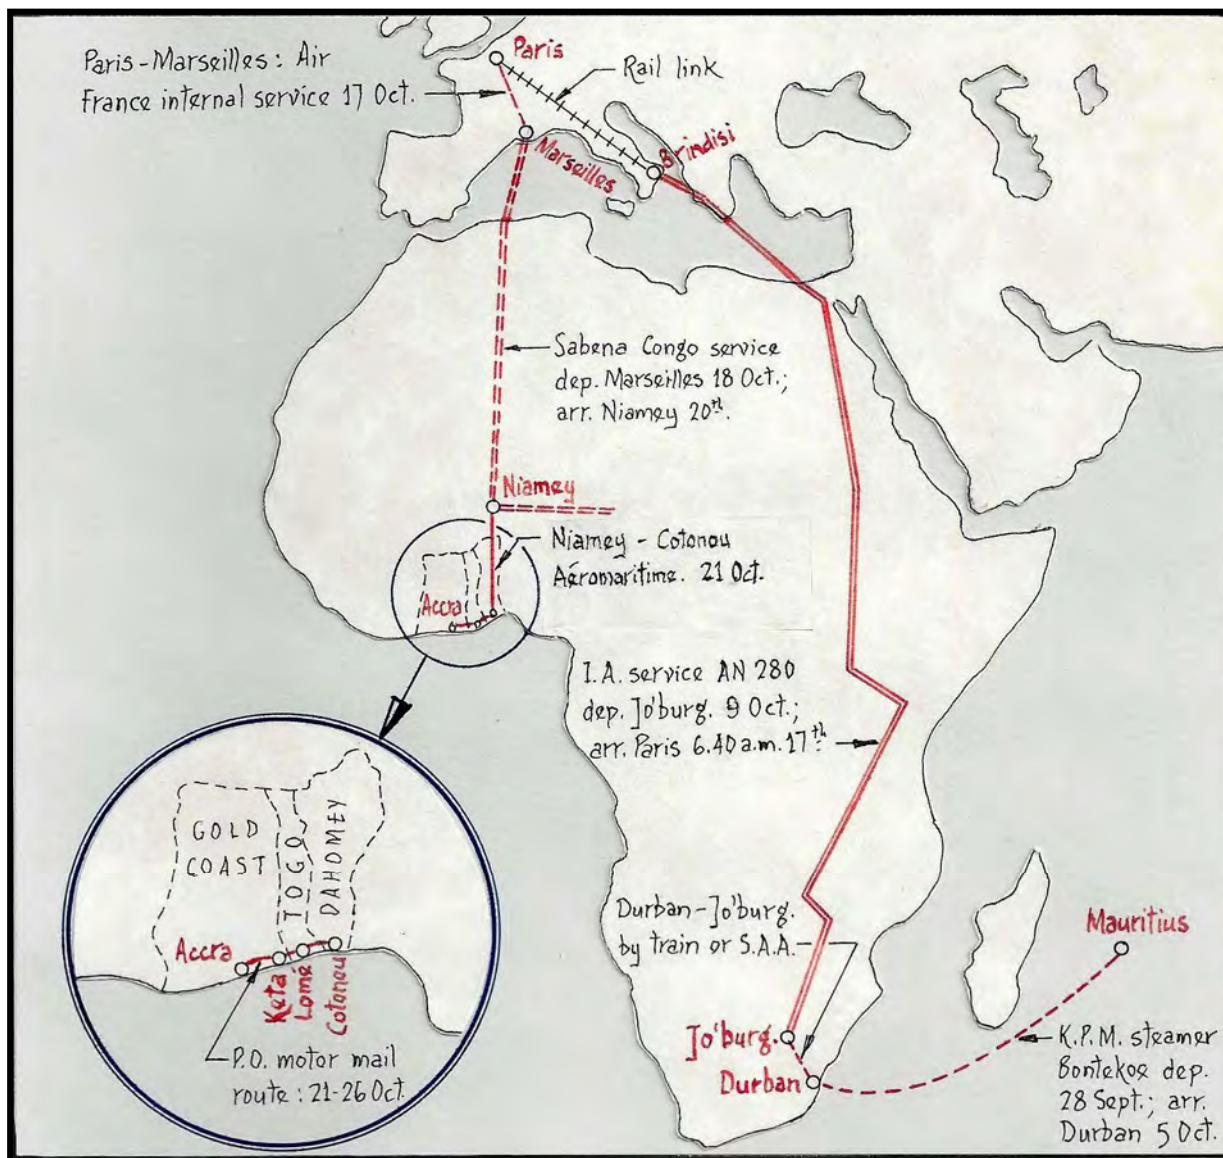 Paris-Marseilles: Air
France internal service 17 Oct.
Paris
Rail link
Marseilles
Brindisi
Sabena Congo service
dep. Marseilles 18 Oct.;
arr. Niamey 20th.
Niamey
Niamey - Cotonou
Aéromaritime. 21 Oct.
Accra
I.A. service AN 280
dep. Jo'burg. 9 Oct.;
arr. Paris 6.40 a.m. 17th
GOLD
COAST
TOGO
DAHOMEY
Accra
Keta
Lomé
Cotonou
P.O. motor mail
route: 21-26 Oct.
Durban-Jo'burg.
by train or S.A.A.
Mauritius
Jo'burg.
Durban
K.P.M. steamer
Bontekoe dep.
28 Sept.; arr.
Durban 5 Oct.